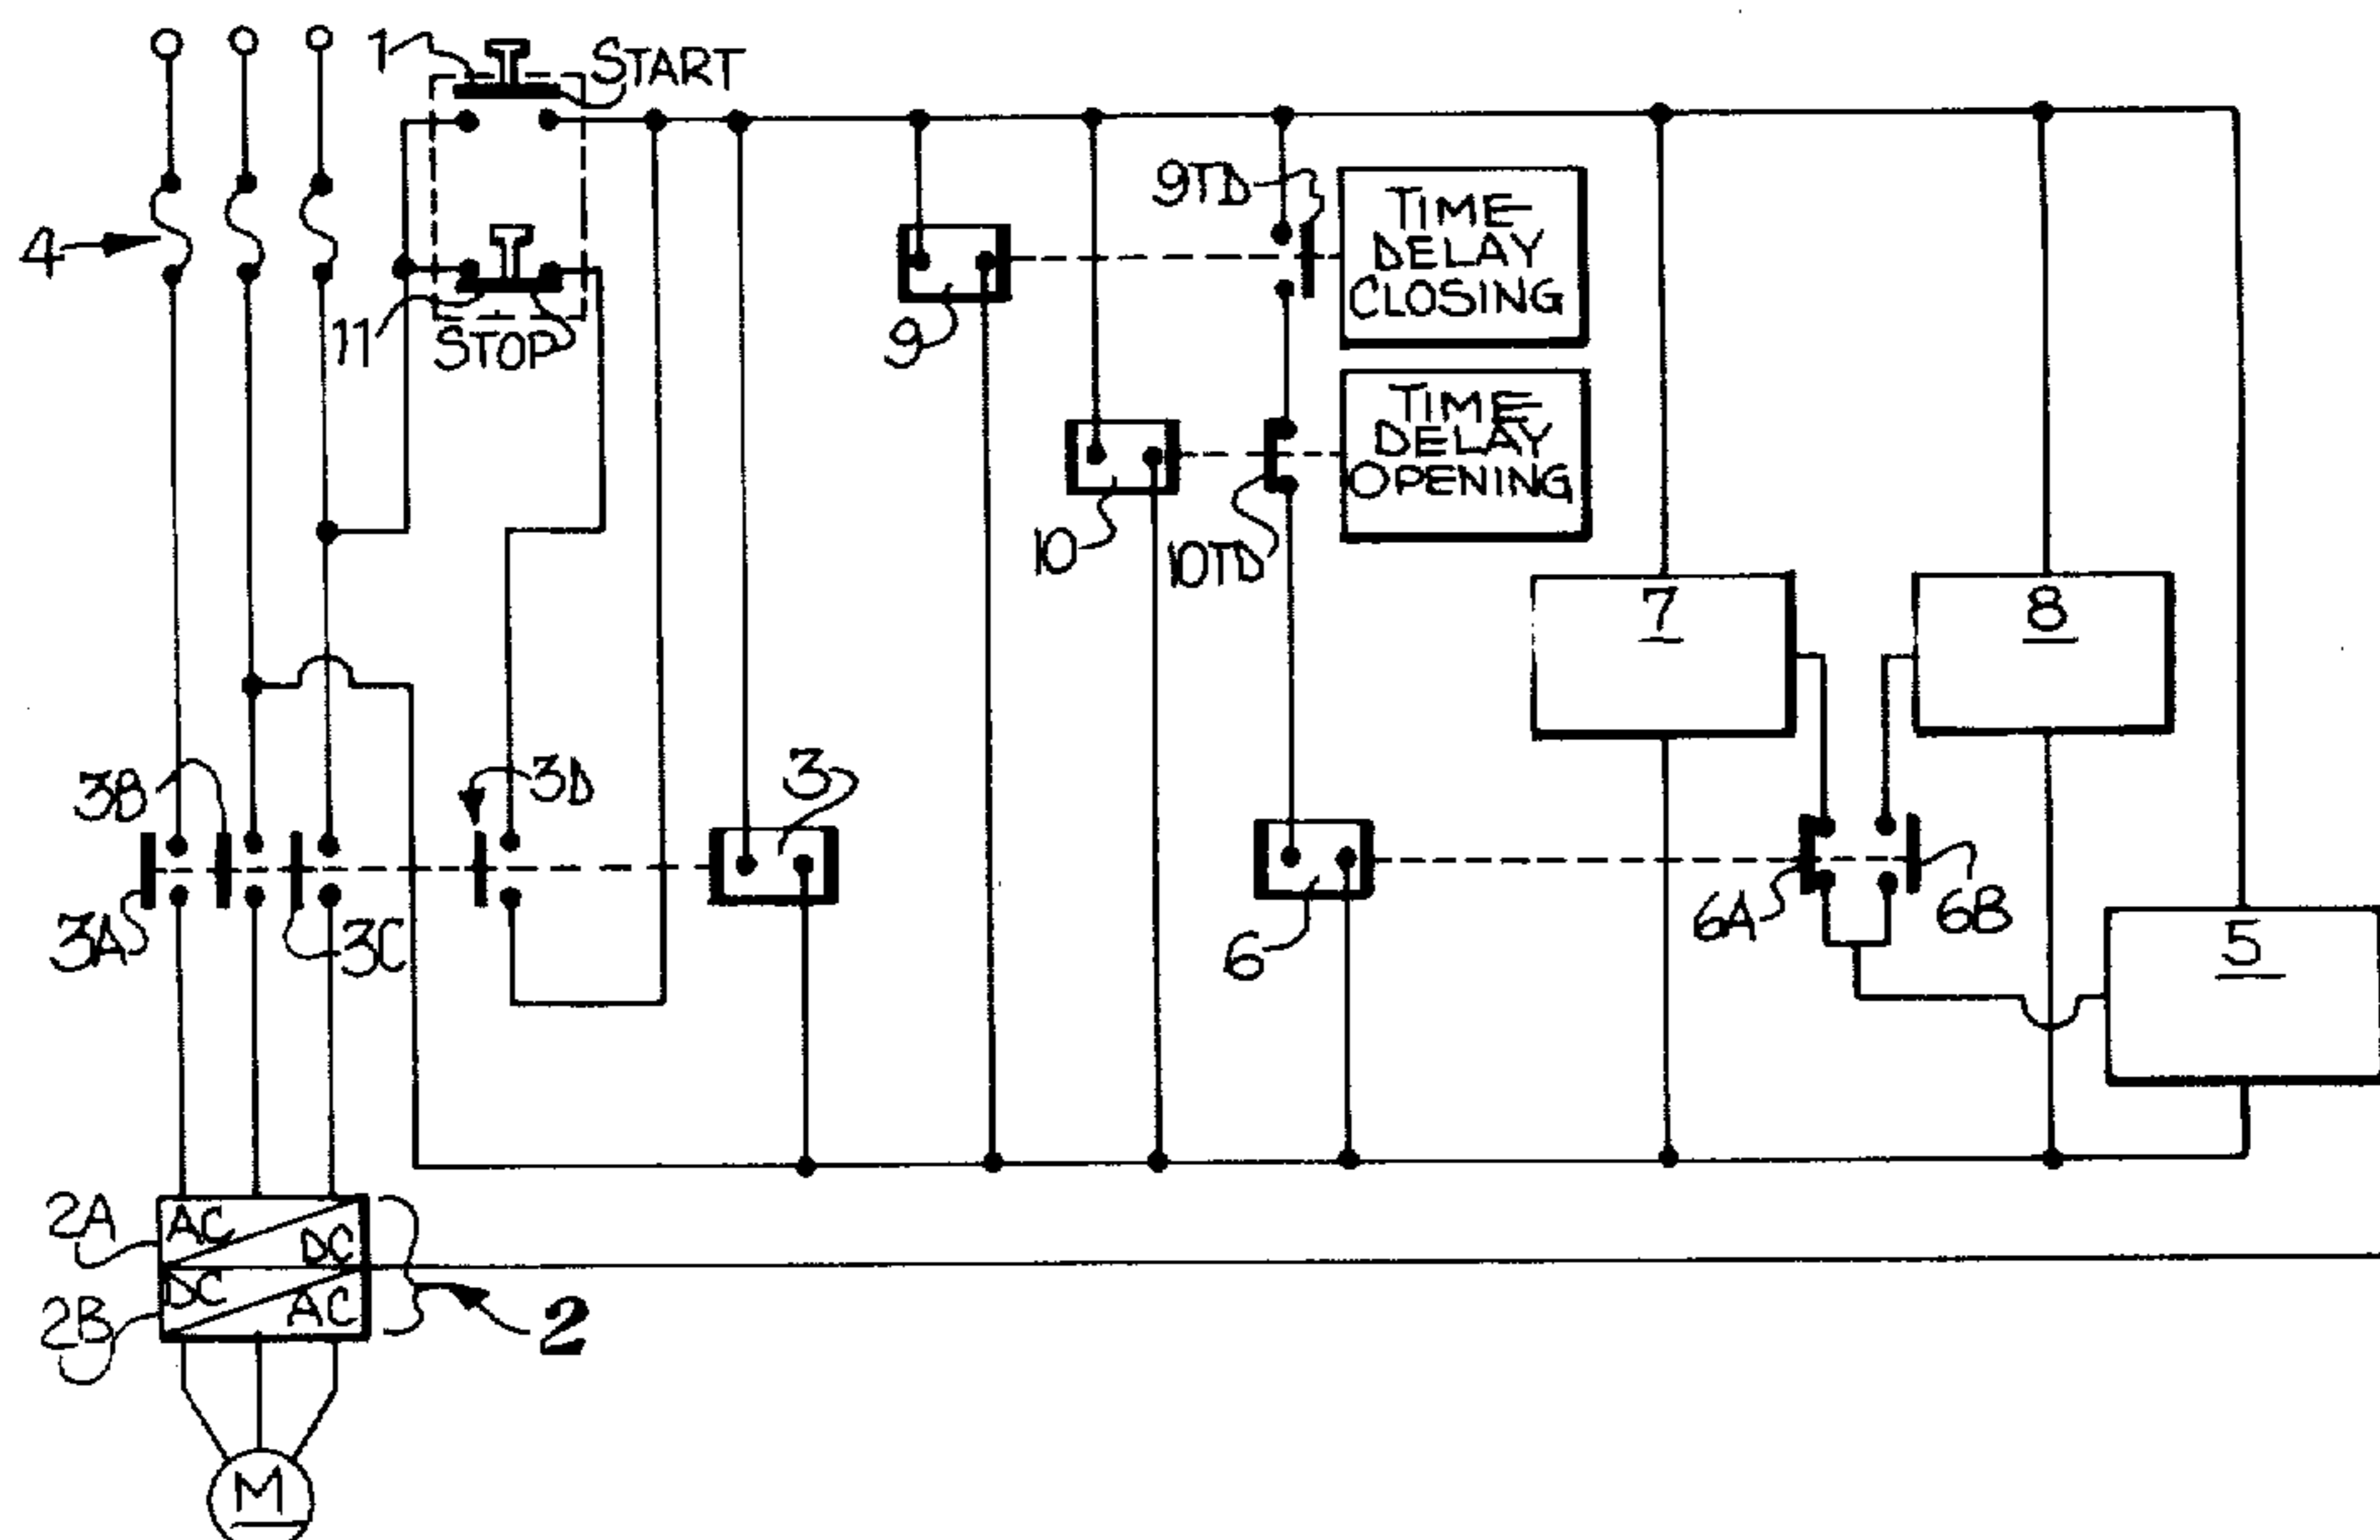 1
START
4
11
STOP
9TD
TIME
DELAY
CLOSING
9
TIME
DELAY
OPENING
10
10TD
7
8
3B
3D
3
3A
3C
6
6A
6B
5
2A
AC
DC
2B
DC
AC
2
M